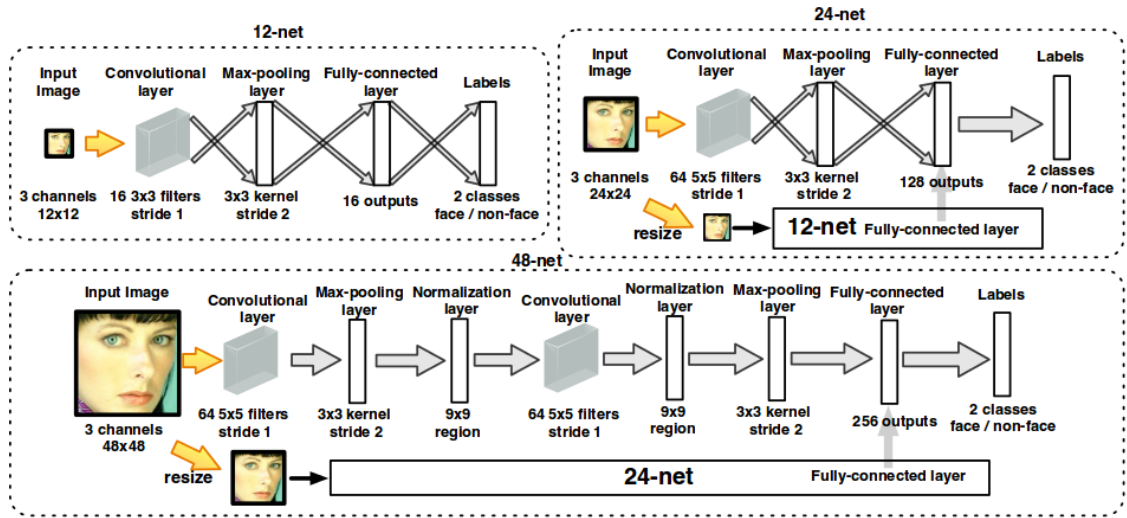 12-net
Input Image
Convolutional layer
Max-pooling layer
Fully-connected layer
Labels
3 channels 12x12
16 3x3 filters stride 1
3x3 kernel stride 2
16 outputs
2 classes face / non-face
24-net
Input Image
Convolutional layer
Max-pooling layer
Fully-connected layer
Labels
3 channels 24x24
64 5x5 filters stride 1
3x3 kernel stride 2
128 outputs
2 classes face / non-face
resize
12-net Fully-connected layer
48-net
Input Image
Convolutional layer
Max-pooling layer
Normalization layer
Convolutional layer
Normalization layer
Max-pooling layer
Fully-connected layer
Labels
3 channels 48x48
64 5x5 filters stride 1
3x3 kernel stride 2
9x9 region
64 5x5 filters stride 1
9x9 region
3x3 kernel stride 2
256 outputs
2 classes face / non-face
resize
24-net
Fully-connected layer